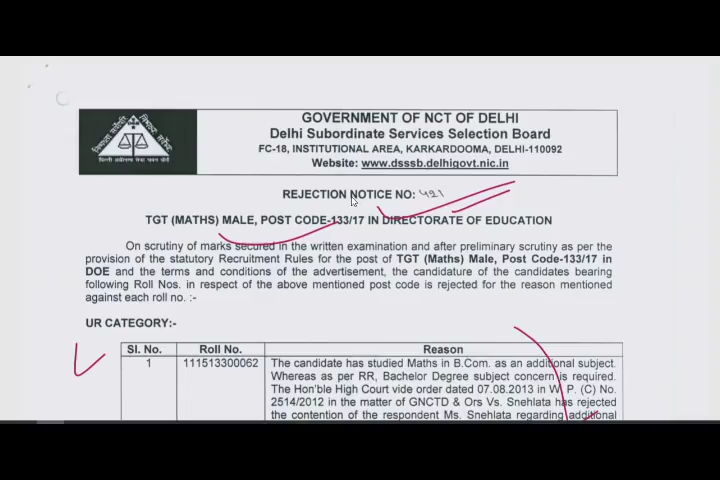 GOVERNMENT OF NCT OF DELHI
Delhi Subordinate Services Selection Board
FC-18, INSTITUTIONAL AREA, KARKARDOOMA, DELHI-110092
Website: www.dsssb.delhigovt.nic.in
REJECTION NOTICE NO: 421
TGT (MATHS) MALE, POST CODE-133/17 IN DIRECTORATE OF EDUCATION
On scrutiny of marks secured in the written examination and after preliminary scrutiny as per the
provision of the statutory Recruitment Rules for the post of TGT (Maths) Male, Post Code-133/17 in
DOE and the terms and conditions of the advertisement, the candidature of the candidates bearing
following Roll Nos. in respect of the above mentioned post code is rejected for the reason mentioned
against each roll no. :-
UR CATEGORY:-
Sl. No. Roll No. Reason
1 111513300062 The candidate has studied Maths in B.Com. as an additional subject.
Whereas as per RR, Bachelor Degree subject concern is required.
The Hon'ble High Court vide order dated 07.08.2013 in W. P. (C) No.
2514/2012 in the matter of GNCTD & Ors Vs. Snehlata has rejected
the contention of the respondent Ms. Snehlata regarding additional